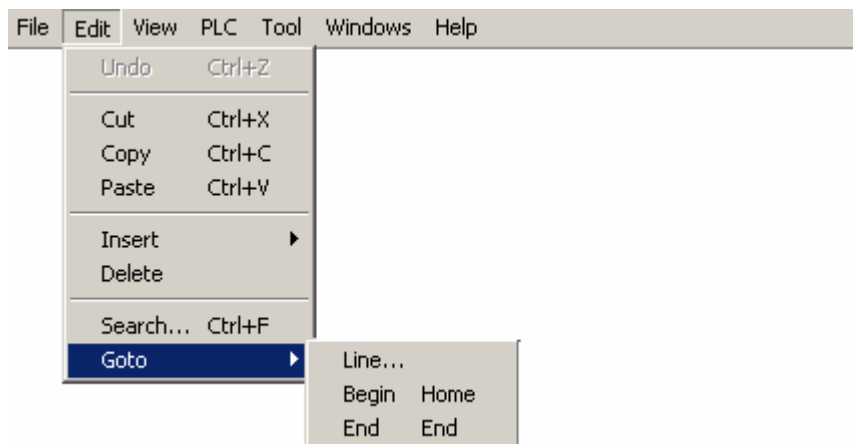 File Edit View PLC Tool Windows Help
Undo Ctrl+Z
Cut Ctrl+X
Copy Ctrl+C
Paste Ctrl+V
Insert
Delete
Search... Ctrl+F
Goto
Line...
Begin Home
End End